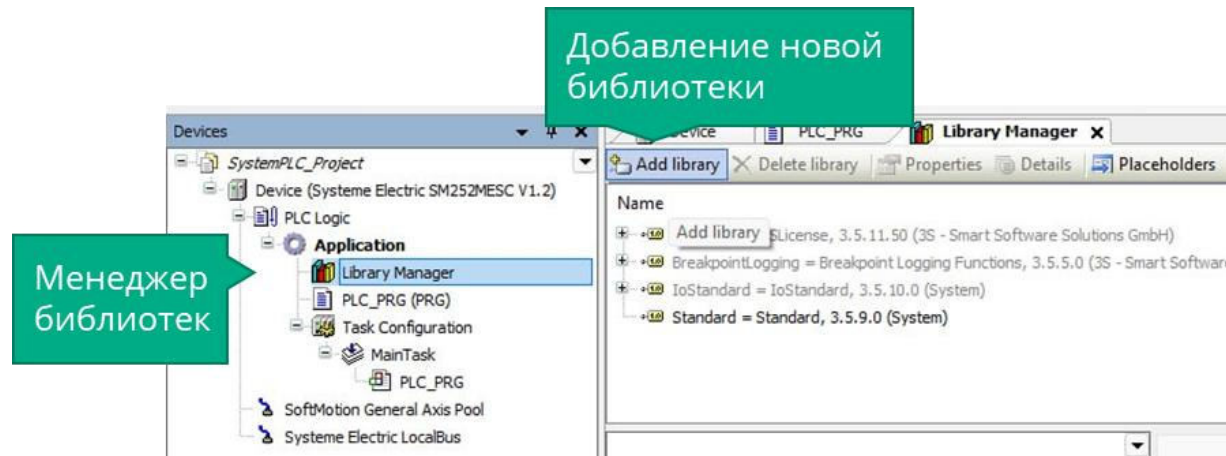 Добавление новой
библиотеки
Менеджер
библиотек
Devices
SystemPLC_Project
Device (Systeme Electric SM252MESC V1.2)
PLC Logic
Application
Library Manager
PLC_PRG (PRG)
Task Configuration
MainTask
PLC_PRG
SoftMotion General Axis Pool
Systeme Electric LocalBus
Device PLC_PRG Library Manager
Add library Delete library Properties Details Placeholders
Name
Add library License, 3.5.11.50 (3S - Smart Software Solutions GmbH)
BreakpointLogging = Breakpoint Logging Functions, 3.5.5.0 (3S - Smart Software
IoStandard = IoStandard, 3.5.10.0 (System)
Standard = Standard, 3.5.9.0 (System)